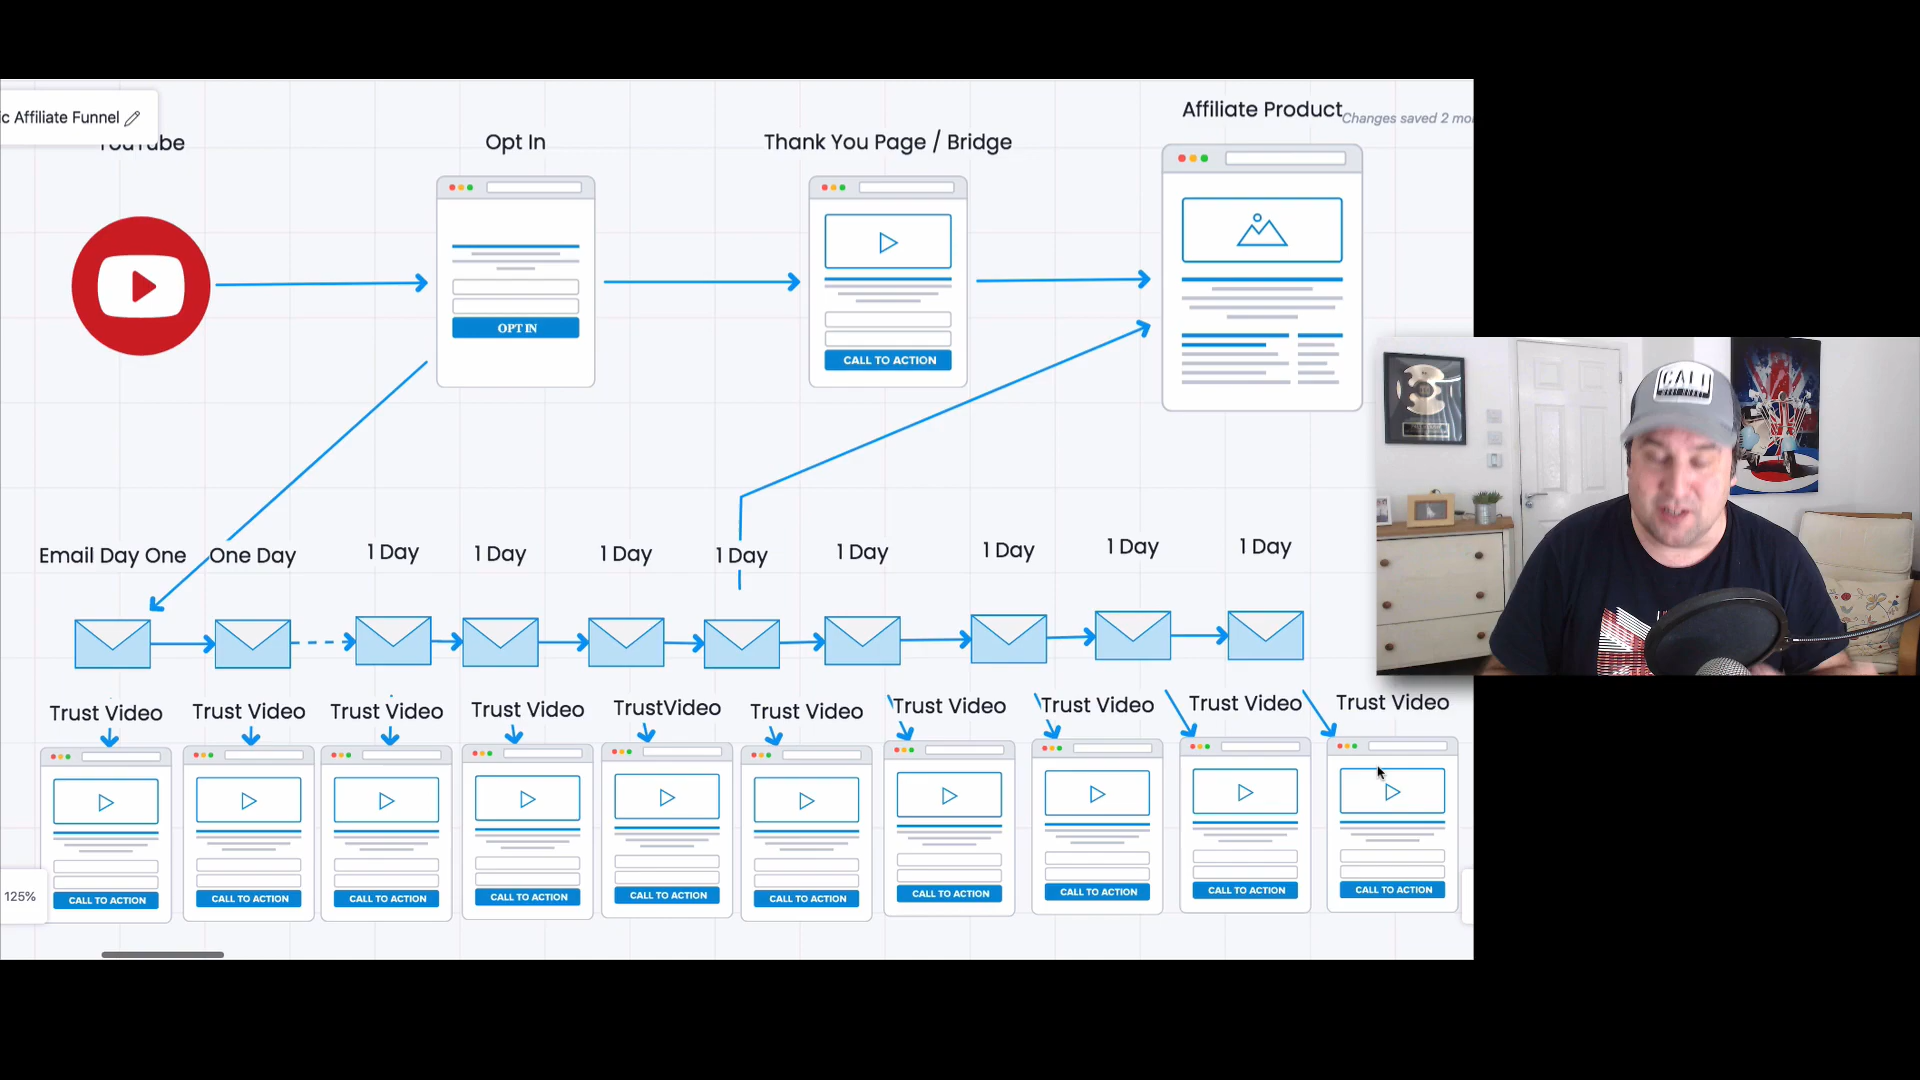 Affiliate Product
ic Affiliate Funnel
Changes saved 2 mo
YouTube
Opt In
Thank You Page / Bridge
OPT IN
CALL TO ACTION
Email Day One
One Day
1 Day
1 Day
1 Day
1 Day
1 Day
1 Day
1 Day
1 Day
Trust Video
Trust Video
Trust Video
Trust Video
TrustVideo
Trust Video
Trust Video
Trust Video
Trust Video
Trust Video
125%
CALL TO ACTION
CALL TO ACTION
CALL TO ACTION
CALL TO ACTION
CALL TO ACTION
CALL TO ACTION
CALL TO ACTION
CALL TO ACTION
CALL TO ACTION
CALL TO ACTION